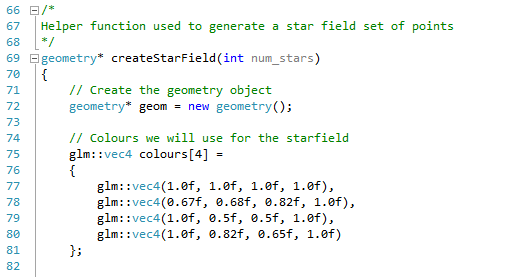 66 /*
67 Helper function used to generate a star field set of points
68 */
69 geometry* createStarField(int num_stars)
70 {
71 // Create the geometry object
72 geometry* geom = new geometry();
73
74 // Colours we will use for the starfield
75 glm::vec4 colours[4] =
76 {
77 glm::vec4(1.0f, 1.0f, 1.0f, 1.0f),
78 glm::vec4(0.67f, 0.68f, 0.82f, 1.0f),
79 glm::vec4(1.0f, 0.5f, 0.5f, 1.0f),
80 glm::vec4(1.0f, 0.82f, 0.65f, 1.0f)
81 };
82